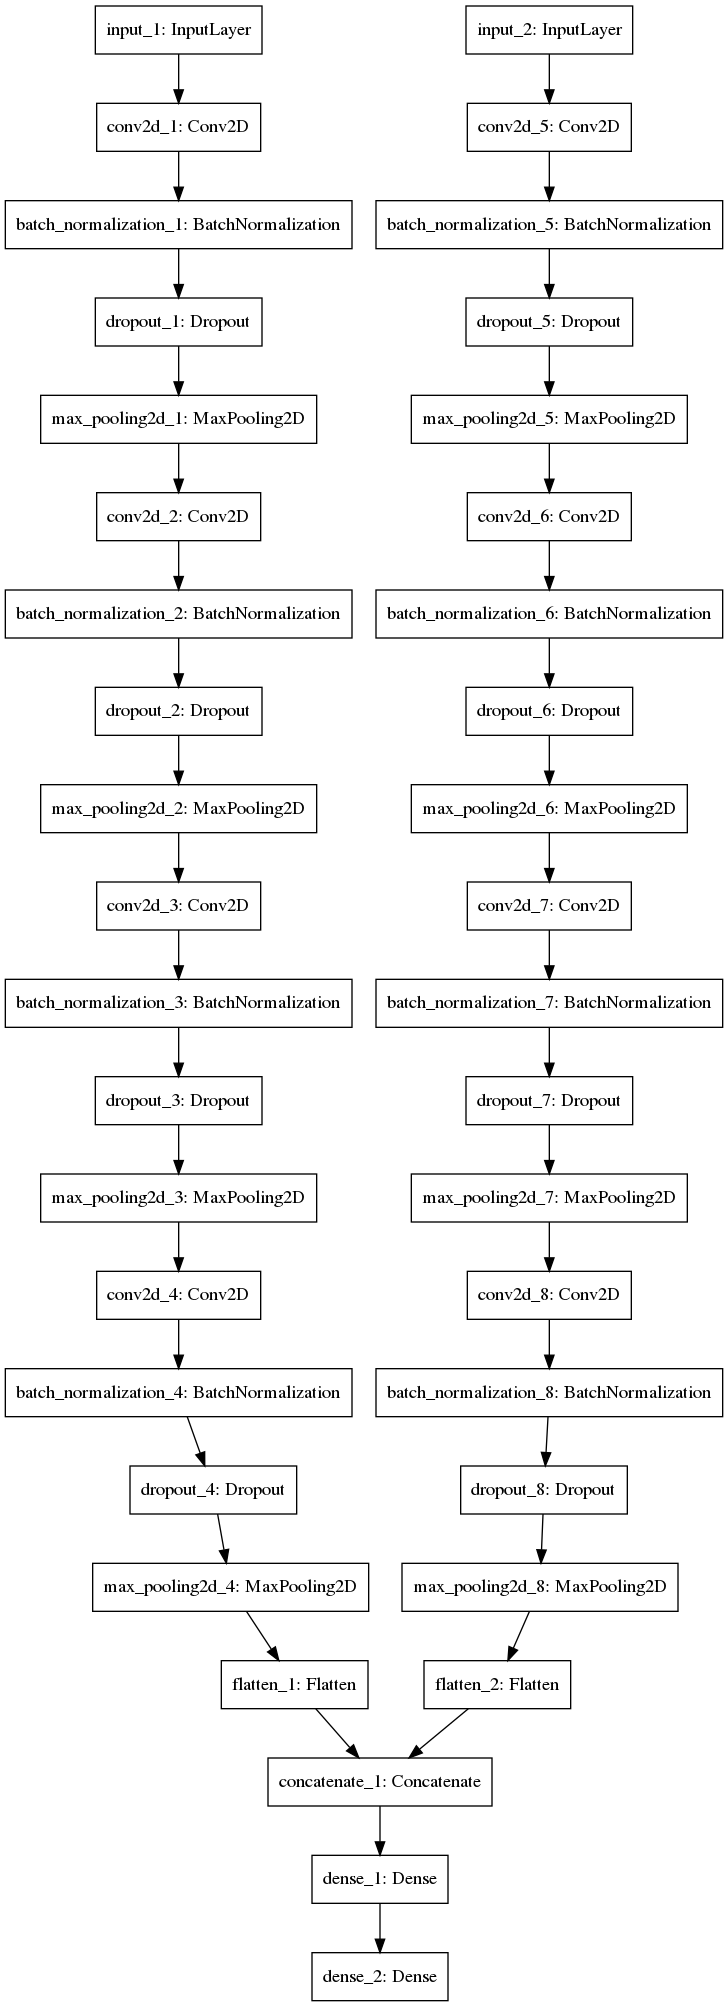 input_1: InputLayer
input_2: InputLayer
conv2d_1: Conv2D
conv2d_5: Conv2D
batch_normalization_1: BatchNormalization
batch_normalization_5: BatchNormalization
dropout_1: Dropout
dropout_5: Dropout
max_pooling2d_1: MaxPooling2D
max_pooling2d_5: MaxPooling2D
conv2d_2: Conv2D
conv2d_6: Conv2D
batch_normalization_2: BatchNormalization
batch_normalization_6: BatchNormalization
dropout_2: Dropout
dropout_6: Dropout
max_pooling2d_2: MaxPooling2D
max_pooling2d_6: MaxPooling2D
conv2d_3: Conv2D
conv2d_7: Conv2D
batch_normalization_3: BatchNormalization
batch_normalization_7: BatchNormalization
dropout_3: Dropout
dropout_7: Dropout
max_pooling2d_3: MaxPooling2D
max_pooling2d_7: MaxPooling2D
conv2d_4: Conv2D
conv2d_8: Conv2D
batch_normalization_4: BatchNormalization
batch_normalization_8: BatchNormalization
dropout_4: Dropout
dropout_8: Dropout
max_pooling2d_4: MaxPooling2D
max_pooling2d_8: MaxPooling2D
flatten_1: Flatten
flatten_2: Flatten
concatenate_1: Concatenate
dense_1: Dense
dense_2: Dense